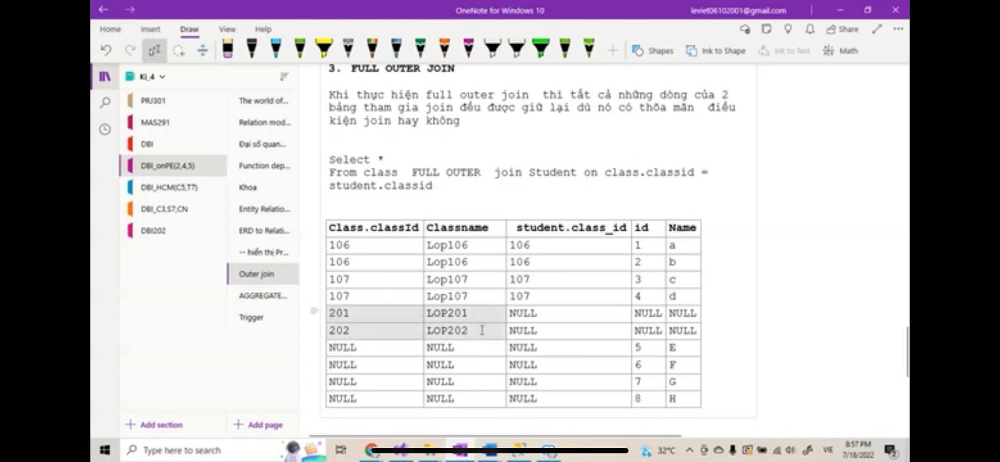 OneNote for Windows 10
leviet06102001@gmail.com
Home Insert Draw View Help
Share
Shapes Ink to Shape Ink to Text Math
Ki_4
PRJ301
MAS291
DBI
DBI_onPE(2,4,5)
DBI_HCM(C5,T7)
DBI_C3,S7,CN
DBI202
Add section
The world of...
Relation mod...
Đại số quan...
Function dep...
Khoa
Entity Relatio...
ERD to Relati...
-- hiển thị Pr...
Outer join
AGGREGATE...
Trigger
Add page
3. FULL OUTER JOIN
Khi thực hiện full outer join thì tất cả những dòng của 2
bảng tham gia join đều được giữ lại dù nó có thõa mãn điều
kiện join hay không
Select *
From class FULL OUTER join Student on class.classid =
student.classid
Class.classId Classname student.class_id id Name
106 Lop106 106 1 a
106 Lop106 106 2 b
107 Lop107 107 3 c
107 Lop107 107 4 d
201 LOP201 NULL NULL NULL
202 LOP202 NULL NULL NULL
NULL NULL NULL 5 E
NULL NULL NULL 6 F
NULL NULL NULL 7 G
NULL NULL NULL 8 H
Type here to search
32°C
VIE
8:57 PM
7/18/2022
2